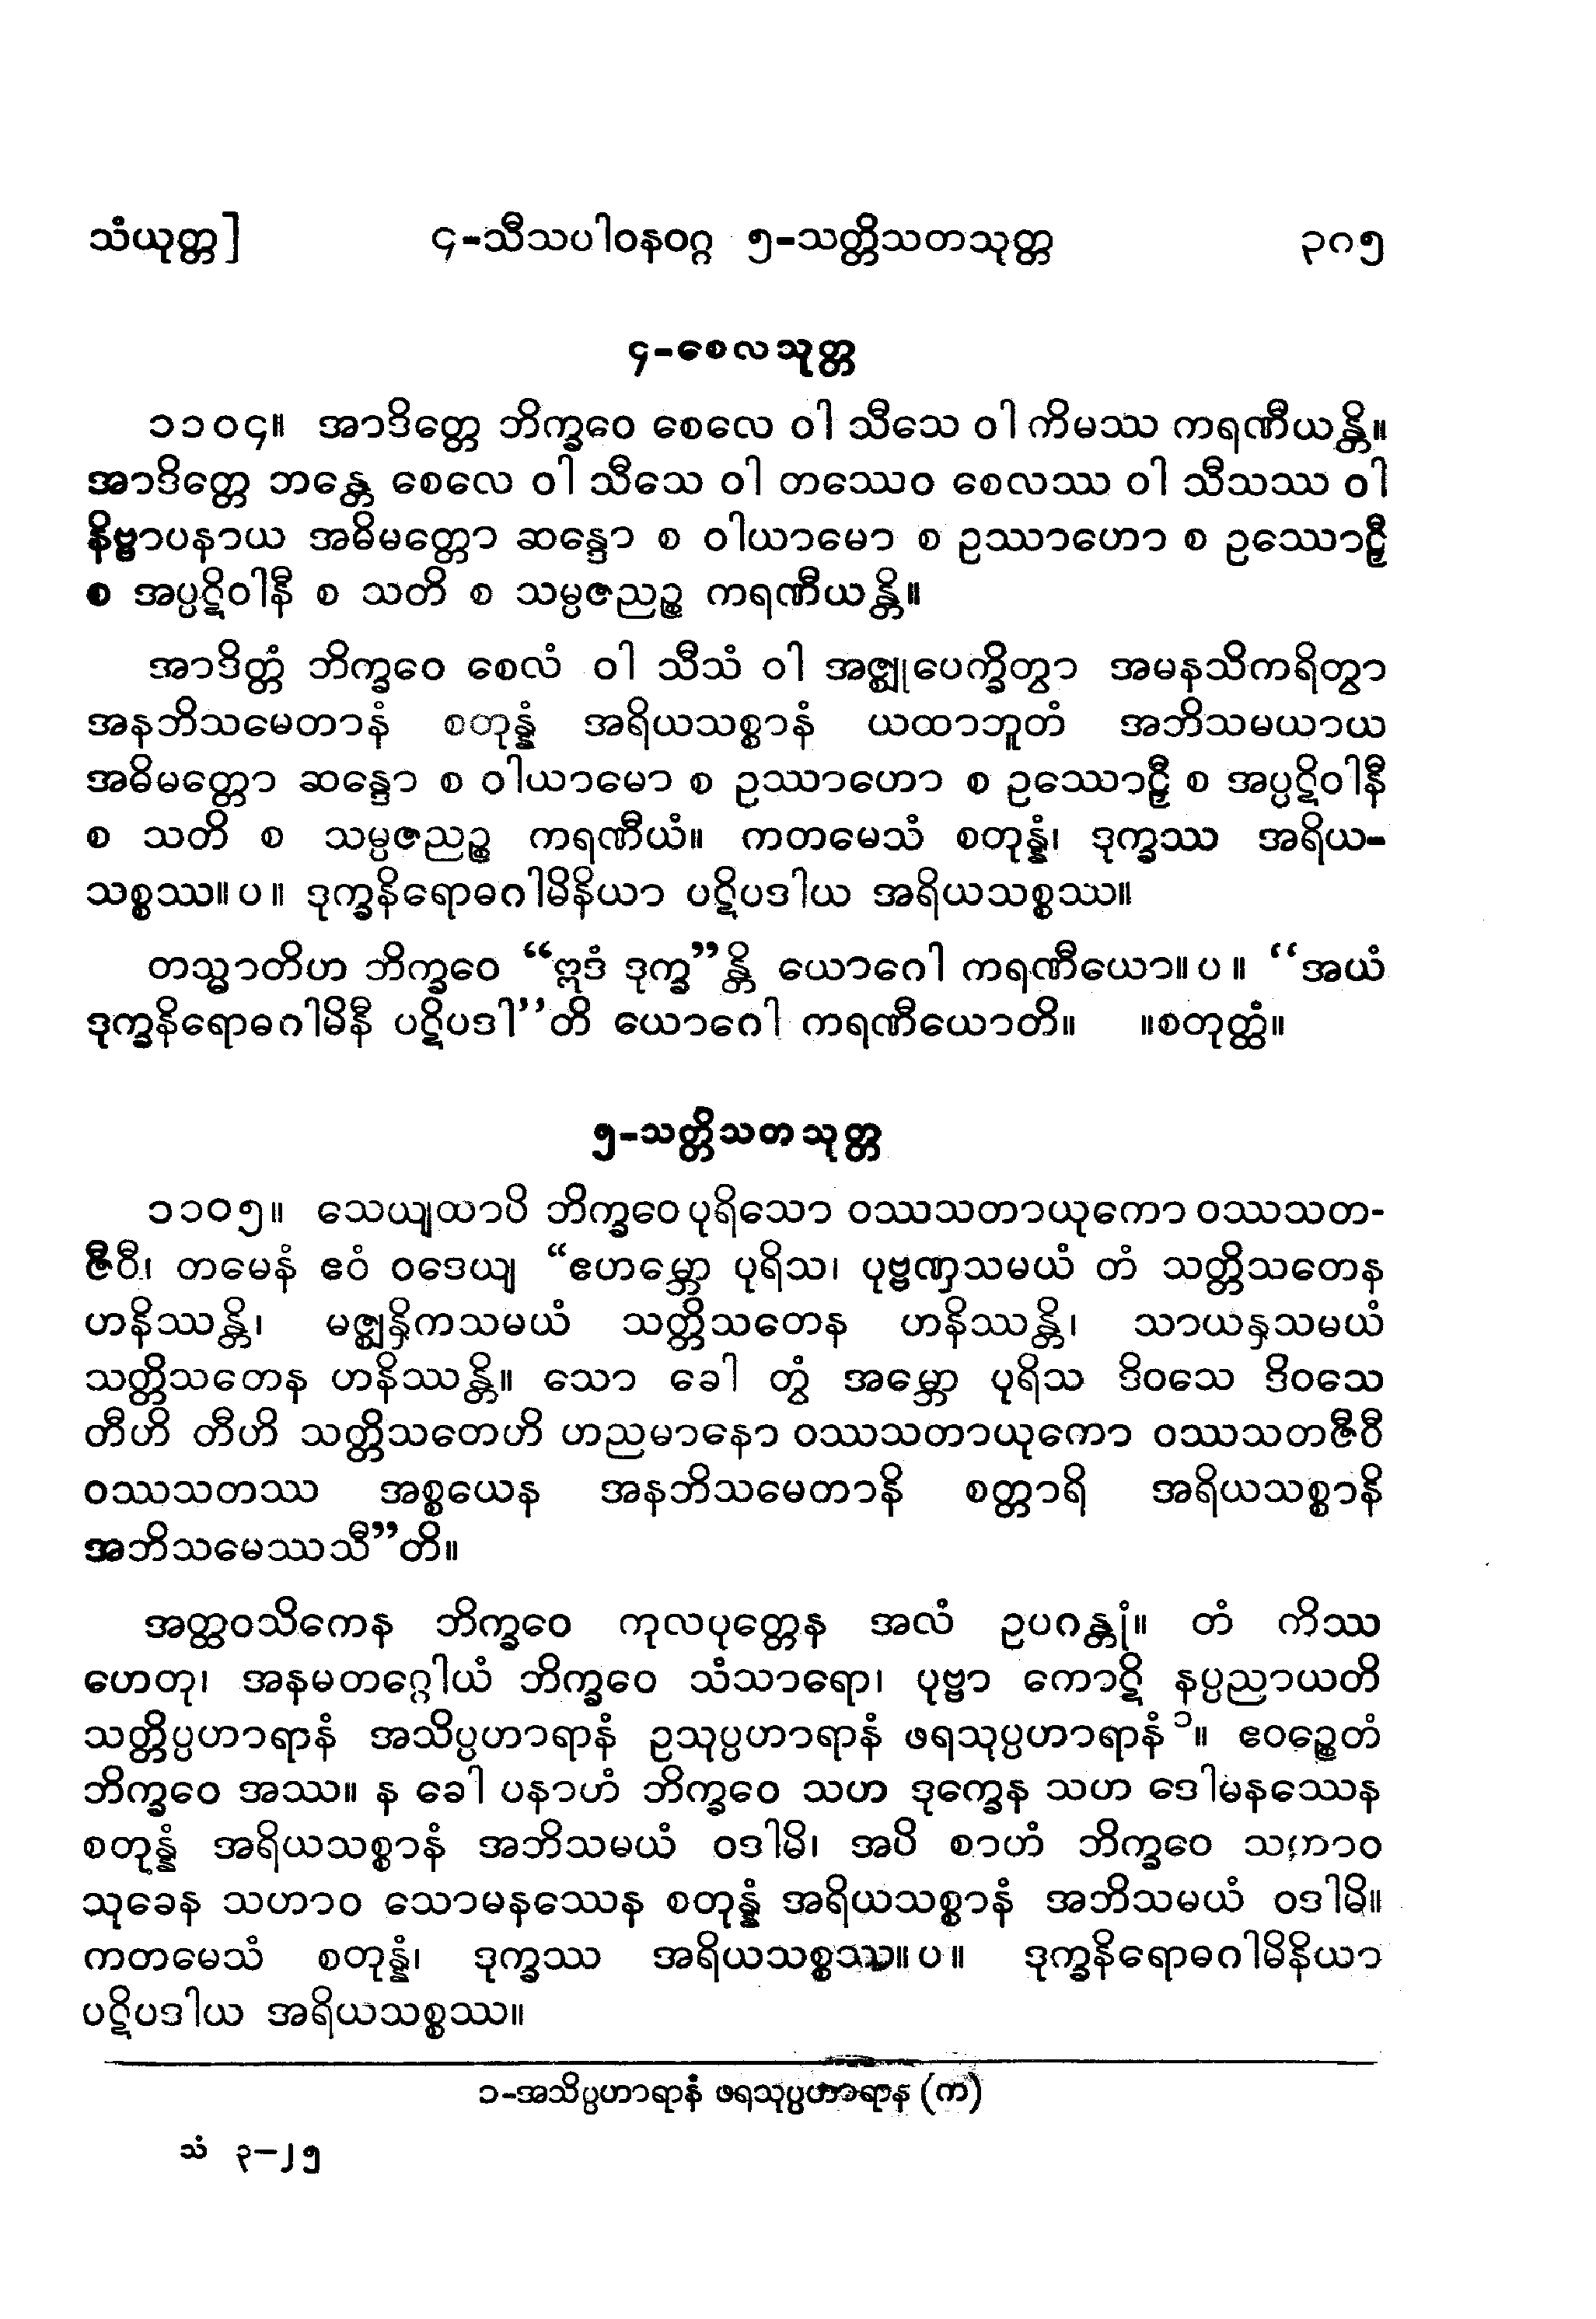 သံယုတ္တ] ၄-သီသပါဝနဝဂ္ဂ ၅-သတ္တိသတသုတ္တ ၃ဂ၅
၄-စေလသုတ္တ
၁၁၀၄။ အာဒိတ္တေ ဘိက္ခဝေ စေလေ ဝါ သီသေ ဝါ ကိမဿ ကရဏီယန္တိ။
အာဒိတ္တေ ဘန္တေ စေလေ ဝါ သီသေ ဝါ တဿေဝ စေလဿ ဝါ သီသဿ ဝါ
နိဗ္ဗာပနာယ အဓိမတ္တော ဆန္ဒော စ ဝါယာမော စ ဥဿာဟော စ ဥဿောဠှီ
စ အပ္ပဋိဝါနီ စ သတိ စ သမ္ပဇညဉ္စ ကရဏီယန္တိ။
အာဒိတ္တံ ဘိက္ခဝေ စေလံ ဝါ သီသံ ဝါ အဇ္ဈုပေက္ခိတွာ အမနသိကရိတွာ
အနဘိသမေတာနံ စတုန္နံ အရိယသစ္စာနံ ယထာဘူတံ အဘိသမယာယ
အဓိမတ္တော ဆန္ဒော စ ဝါယာမော စ ဥဿာဟော စ ဥဿောဠှီ စ အပ္ပဋိဝါနီ
စ သတိ စ သမ္ပဇညဉ္စ ကရဏီယံ။ ကတမေသံ စတုန္နံ၊ ဒုက္ခဿ အရိယ-
သစ္စဿ။ပ။ ဒုက္ခနိရောဓဂါမိနိယာ ပဋိပဒါယ အရိယသစ္စဿ။
တသ္မာတိဟ ဘိက္ခဝေ “ဣဒံ ဒုက္ခ”န္တိ ယောဂေါ ကရဏီယော။ပ။ “အယံ
ဒုက္ခနိရောဓဂါမိနီ ပဋိပဒါ”တိ ယောဂေါ ကရဏီယောတိ။ ။စတုတ္ထံ။
၅-သတ္တိသတသုတ္တ
၁၁၀၅။ သေယျထာပိ ဘိက္ခဝေ ပုရိသော ဝဿသတာယုကော ဝဿသတ-
ဇီဝီ၊ တမေနံ ဧဝံ ဝဒေယျ “ဧဟမ္ဘော ပုရိသ၊ ပုဗ္ဗဏှသမယံ တံ သတ္တိသတေန
ဟနိဿန္တိ၊ မဇ္ဈနှိကသမယံ သတ္တိသတေန ဟနိဿန္တိ၊ သာယနှသမယံ
သတ္တိသတေန ဟနိဿန္တိ။ သော ခေါ တွံ အမ္ဘော ပုရိသ ဒိဝသေ ဒိဝသေ
တီဟိ တီဟိ သတ္တိသတေဟိ ဟညမာနော ဝဿသတာယုကော ဝဿသတဇီဝီ
ဝဿသတဿ အစ္စယေန အနဘိသမေတာနိ စတ္တာရိ အရိယသစ္စာနိ
အဘိသမေဿသီ”တိ။
အတ္ထဝသိကေန ဘိက္ခဝေ ကုလပုတ္တေန အလံ ဥပဂန္တုံ။ တံ ကိဿ
ဟေတု၊ အနမတဂ္ဂေါယံ ဘိက္ခဝေ သံသာရော၊ ပုဗ္ဗာ ကောဋိ နပ္ပညာယတိ
သတ္တိပ္ပဟာရာနံ အသိပ္ပဟာရာနံ ဥသုပ္ပဟာရာနံ ဖရသုပ္ပဟာရာနံ ၁။ ဧဝဉ္စေတံ
ဘိက္ခဝေ အဿ။ န ခေါ ပနာဟံ ဘိက္ခဝေ သဟ ဒုက္ခေန သဟ ဒေါမနဿေန
စတုန္နံ အရိယသစ္စာနံ အဘိသမယံ ဝဒါမိ၊ အပိ စာဟံ ဘိက္ခဝေ သဟာဝ
သုခေန သဟာဝ သောမနဿေန စတုန္နံ အရိယသစ္စာနံ အဘိသမယံ ဝဒါမိ။
ကတမေသံ စတုန္နံ၊ ဒုက္ခဿ အရိယသစ္စဿ။ပ။ ဒုက္ခနိရောဓဂါမိနိယာ
ပဋိပဒါယ အရိယသစ္စဿ။
၁-အသိပ္ပဟာရာနံ ဖရသုပ္ပဟာရာန (က)
သံ ၃—၂၅